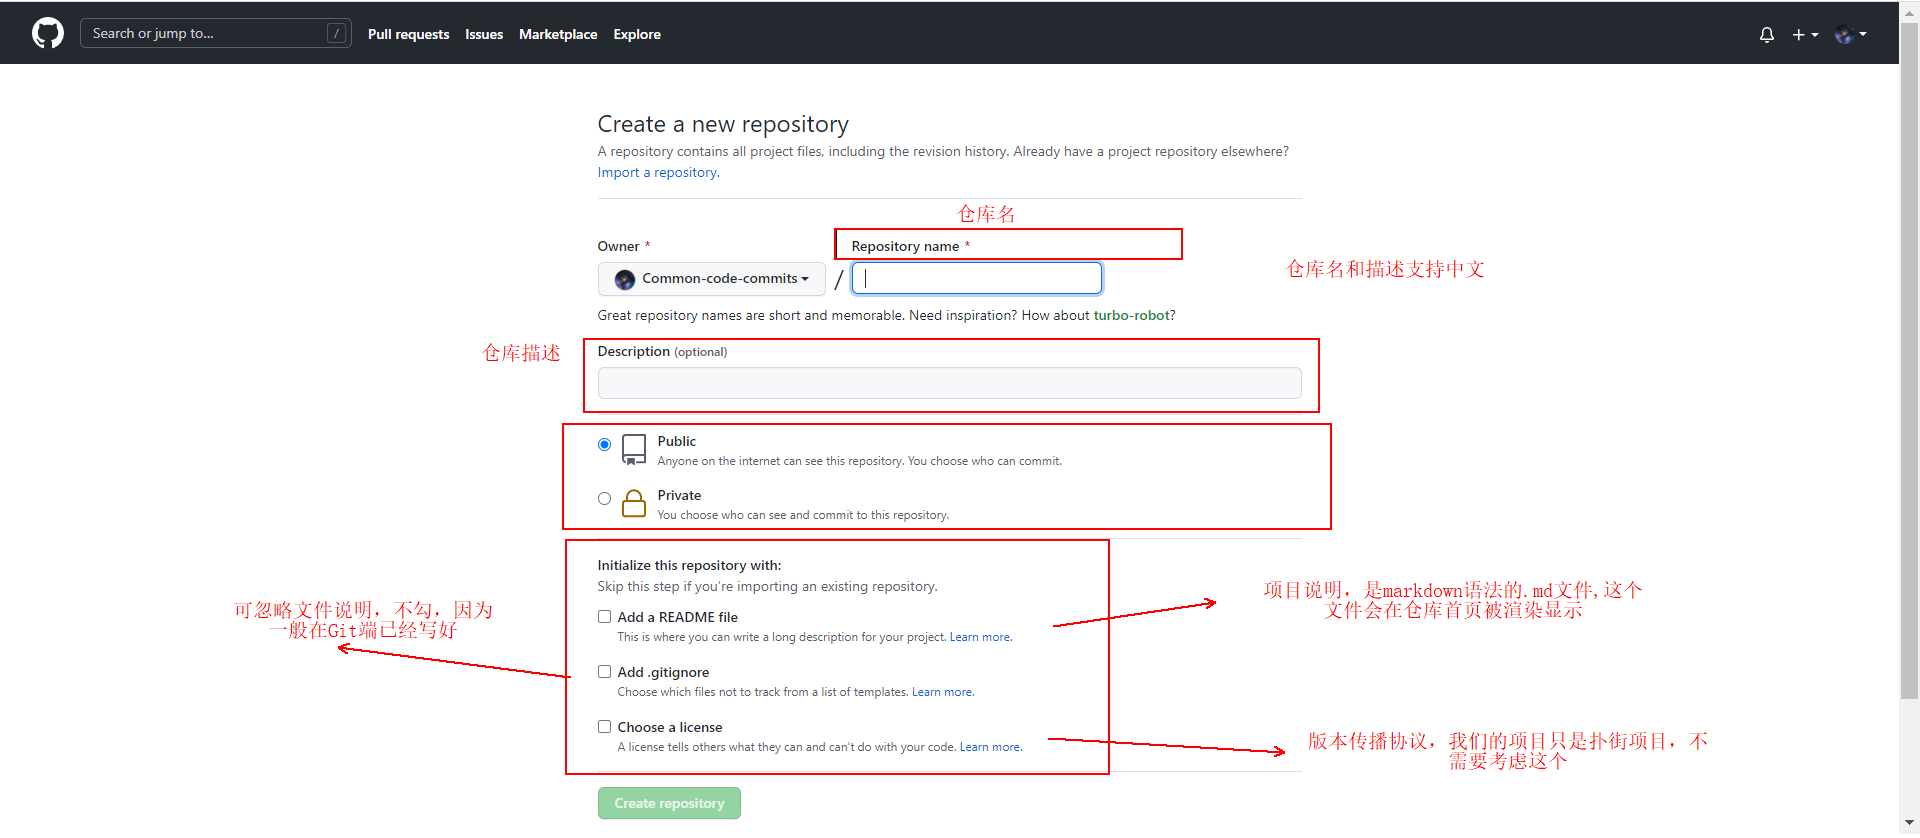 Search or jump to... /
Pull requests Issues Marketplace Explore
Create a new repository
A repository contains all project files, including the revision history. Already have a project repository elsewhere?
Import a repository.
仓库名
Owner * Repository name *
仓库名和描述支持中文
Common-code-commits /
Great repository names are short and memorable. Need inspiration? How about turbo-robot?
仓库描述
Description (optional)
Public
Anyone on the internet can see this repository. You choose who can commit.
Private
You choose who can see and commit to this repository.
Initialize this repository with:
Skip this step if you're importing an existing repository.
可忽略文件说明，不勾，因为
一般在Git端已经写好
项目说明，是markdown语法的.md文件,这个
文件会在仓库首页被渲染显示
Add a README file
This is where you can write a long description for your project. Learn more.
Add .gitignore
Choose which files not to track from a list of templates. Learn more.
Choose a license
A license tells others what they can and can't do with your code. Learn more.
版本传播协议，我们的项目只是扑街项目，不
需要考虑这个
Create repository